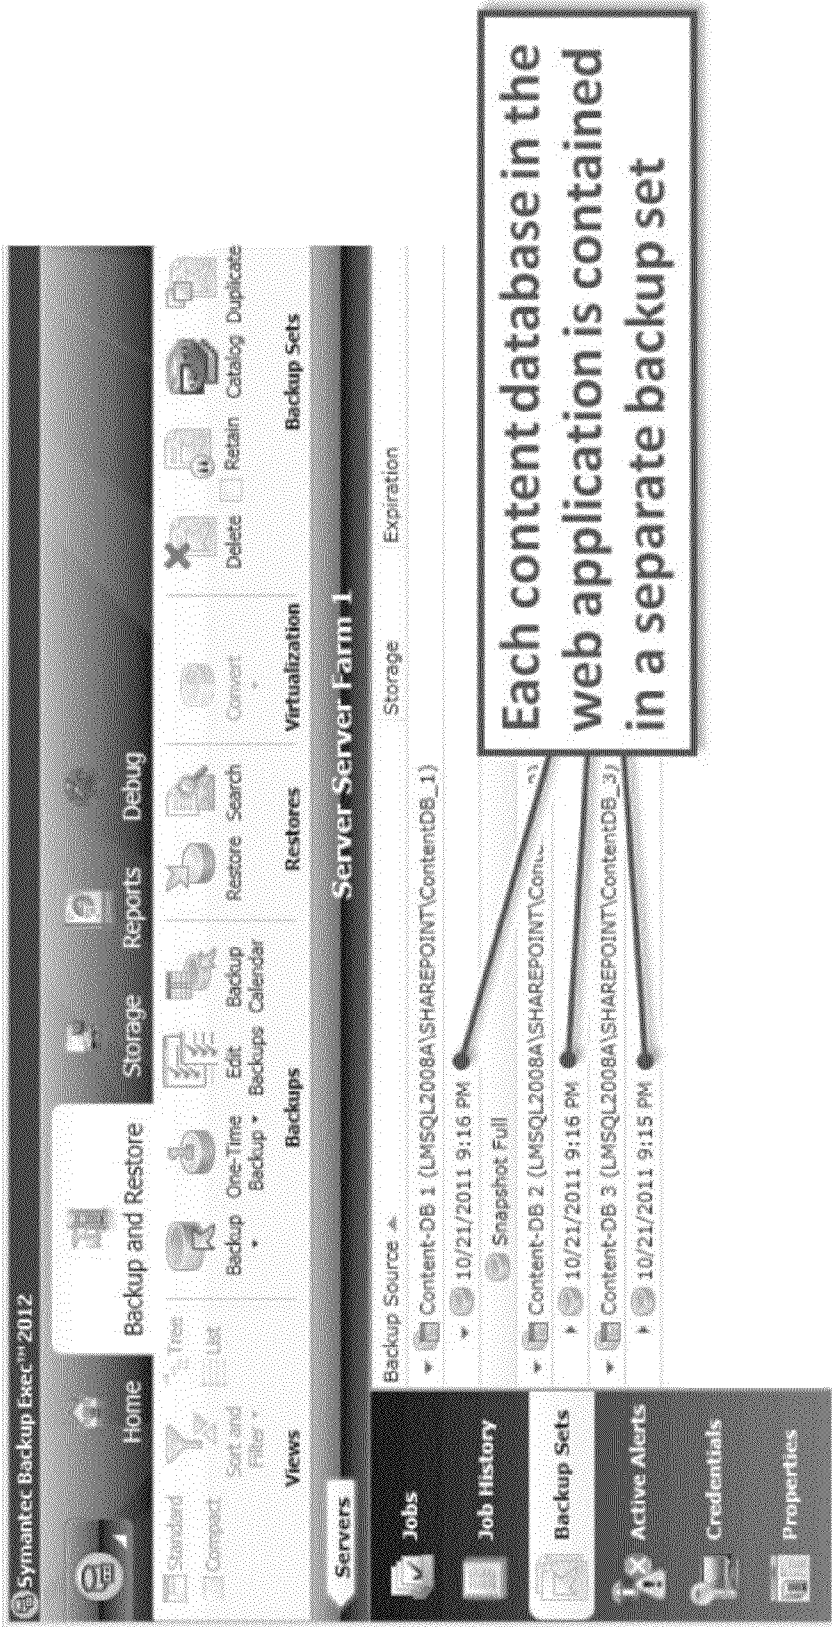 Symantec Backup Exec™ 2012
Home
Backup and Restore
Storage
Reports
Debug
Standard
Compact
Sort and
Filter
Tree
List
Views
Backup
One-Time
Backup
Edit
Backups
Backup
Calendar
Backups
Restore
Search
Restores
Convert
Virtualization
Delete
Retain
Catalog
Duplicate
Backup Sets
Servers
Server Server Farm 1
Jobs
Job History
Backup Sets
Active Alerts
Credentials
Properties
Backup Source
Storage
Expiration
Content-DB 1 (LMSQL2008A\SHAREPOINT\ContentDB_1)
10/21/2011 9:16 PM
Snapshot Full
Content-DB 2 (LMSQL2008A\SHAREPOINT\Cont
10/21/2011 9:16 PM
Content-DB 3 (LMSQL2008A\SHAREPOINT\ContentDB_3)
10/21/2011 9:15 PM
Each content database in the
web application is contained
in a separate backup set